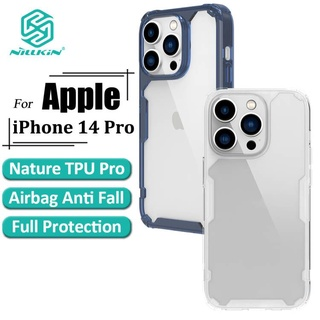 NILLKIN
For Apple
iPhone 14 Pro
Nature TPU Pro
Airbag Anti Fall
Full Protection